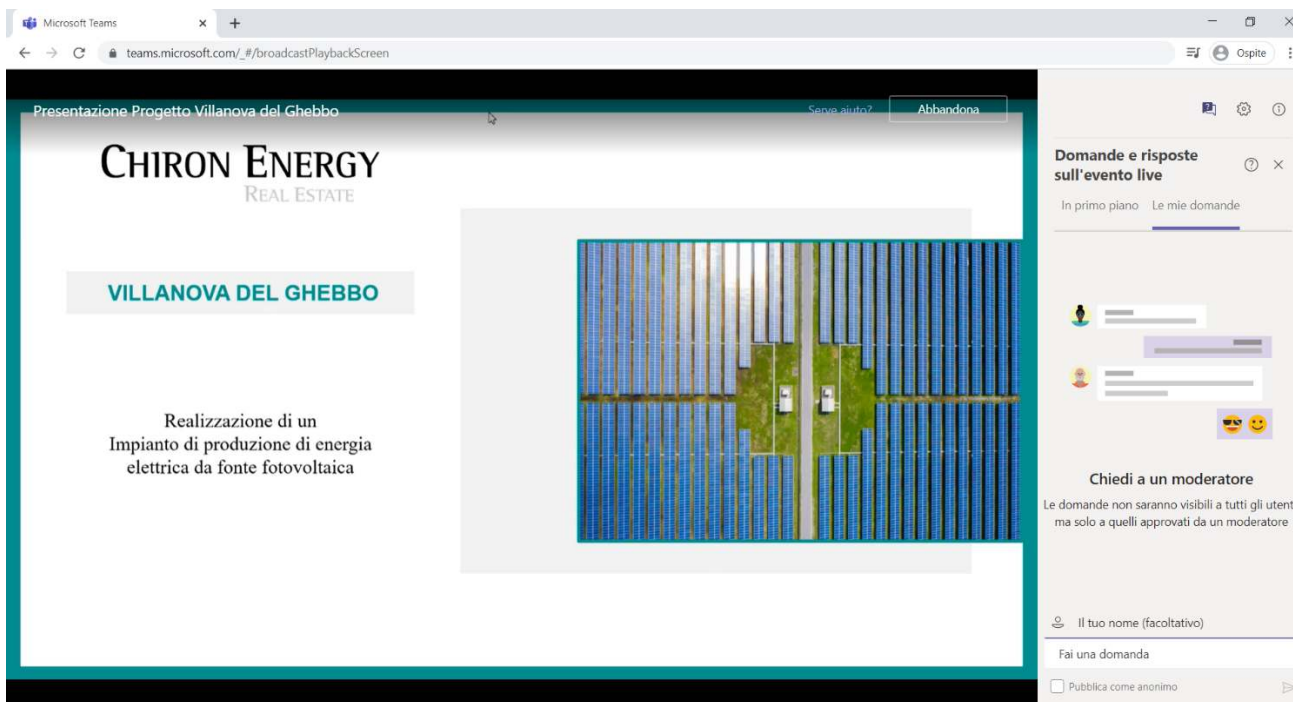 Microsoft Teams
teams.microsoft.com/_#/broadcastPlaybackScreen
Ospite
Presentazione Progetto Villanova del Ghebbo
Serve aiuto?
Abbandona
CHIRON ENERGY
REAL ESTATE
VILLANOVA DEL GHEBBO
Realizzazione di un
Impianto di produzione di energia
elettrica da fonte fotovoltaica
Domande e risposte
sull'evento live
In primo piano Le mie domande
Chiedi a un moderatore
Le domande non saranno visibili a tutti gli utent
ma solo a quelli approvati da un moderatore
Il tuo nome (facoltativo)
Fai una domanda
Pubblica come anonimo